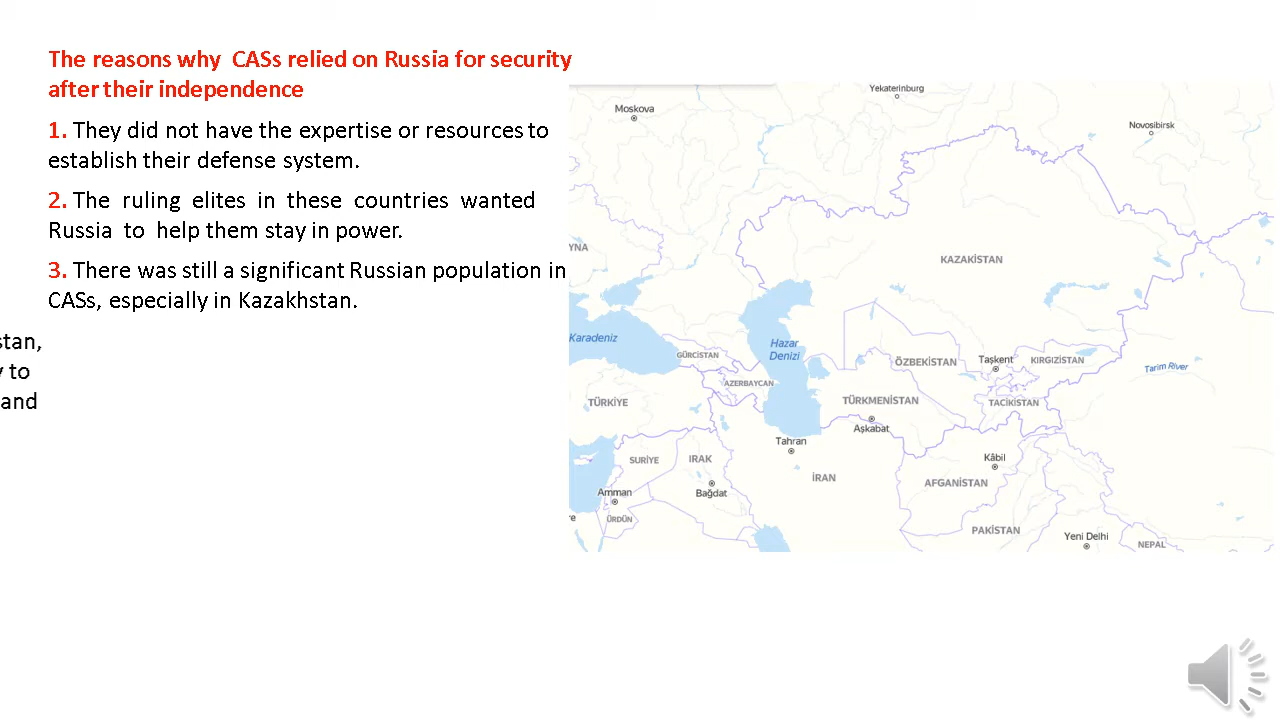 The reasons why CASs relied on Russia for security
after their independence
1. They did not have the expertise or resources to
establish their defense system.
2. The ruling elites in these countries wanted
Russia to help them stay in power.
3. There was still a significant Russian population in
CASs, especially in Kazakhstan.
stan,
y to
and
Yekaterinburg
Moskova
Novosibirsk
YNA
KAZAKİSTAN
Karadeniz
Hazar
Denizi
GÜRCİSTAN
ÖZBEKİSTAN
Taşkent
KIRGIZİSTAN
Tarim River
AZERBAYCAN
TÜRKİYE
TÜRKMENİSTAN
TACİKİSTAN
Aşkabat
Tahran
SURİYE
IRAK
Kâbil
İRAN
AFGANİSTAN
Amman
Bağdat
re
ÜRDÜN
PAKİSTAN
Yeni Delhi
NEPAL